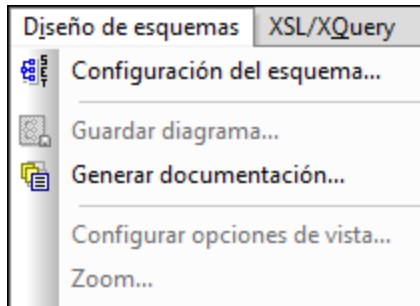 Diseño de esquemas XSL/XQuery
Configuración del esquema...
Guardar diagrama...
Generar documentación...
Configurar opciones de vista...
Zoom...